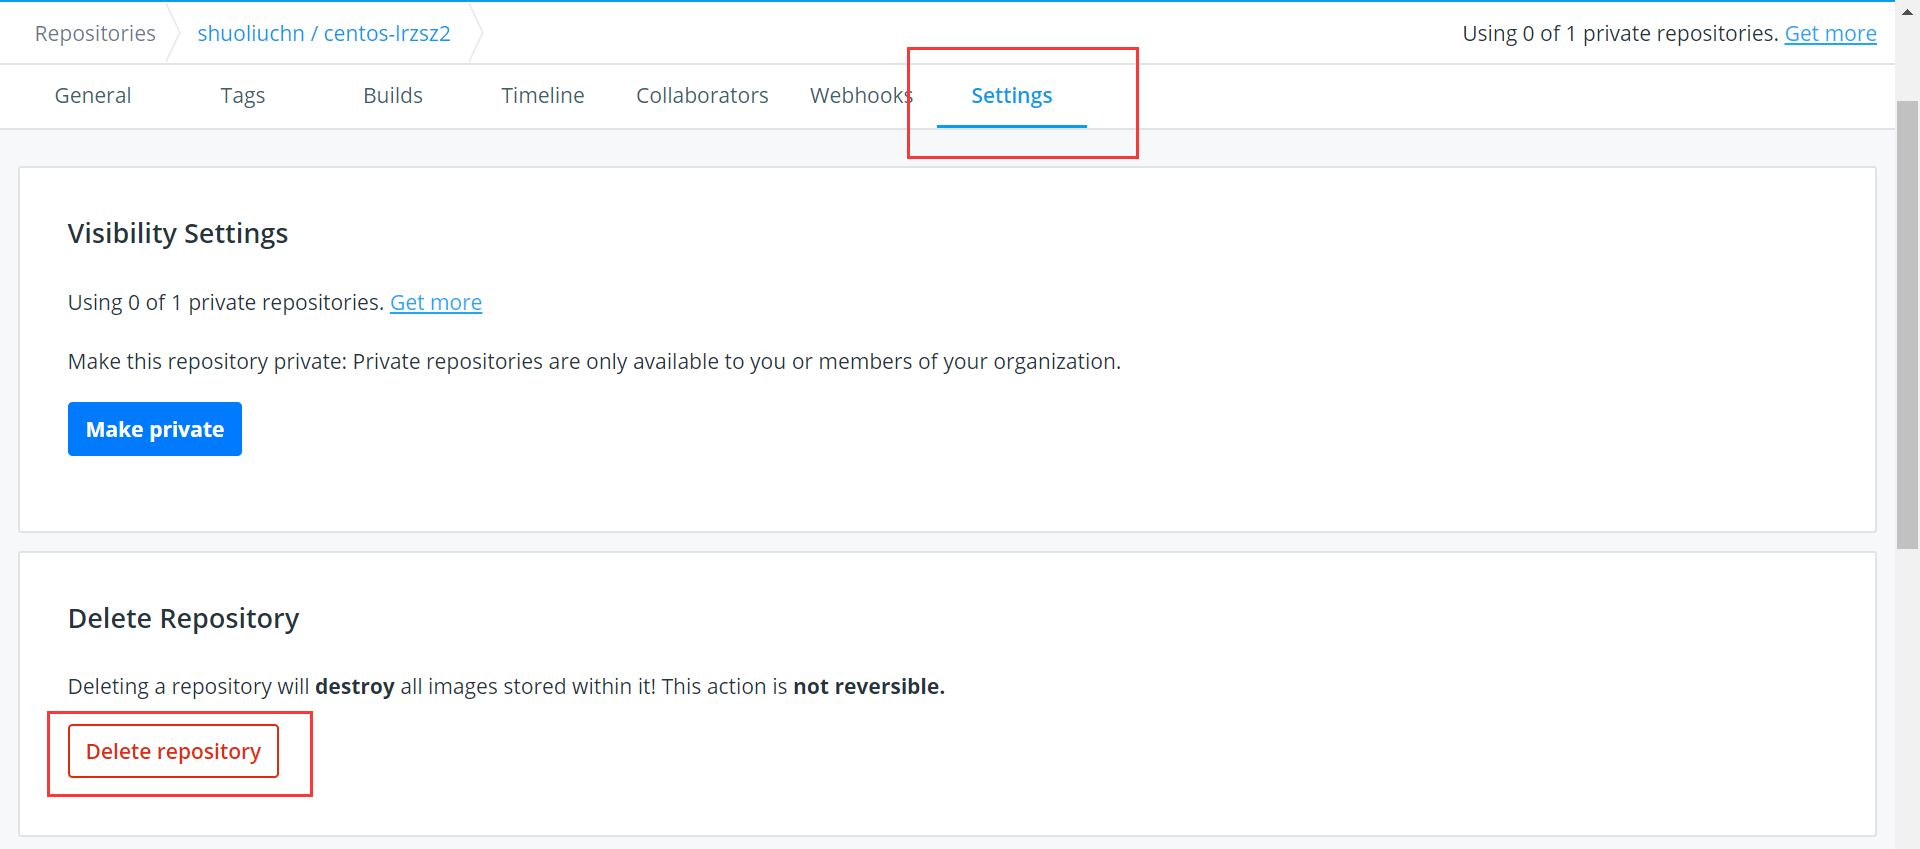 Repositories
shuoliuchn / centos-lrzsz2
Using 0 of 1 private repositories. Get more
General Tags Builds Timeline Collaborators Webhooks Settings
Visibility Settings
Using 0 of 1 private repositories. Get more
Make this repository private: Private repositories are only available to you or members of your organization.
Make private
Delete Repository
Deleting a repository will destroy all images stored within it! This action is not reversible.
Delete repository